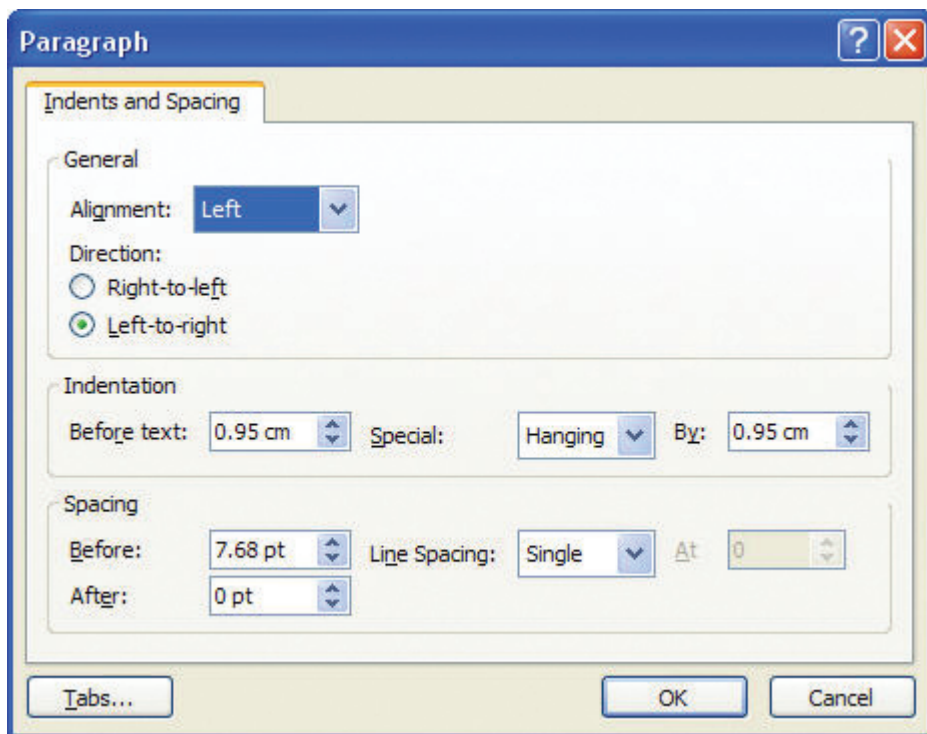 Paragraph
Indents and Spacing
General
Alignment: Left
Direction:
Right-to-left
Left-to-right
Indentation
Before text: 0.95 cm Special: Hanging By: 0.95 cm
Spacing
Before: 7.68 pt Line Spacing: Single At 0
After: 0 pt
Tabs... OK Cancel